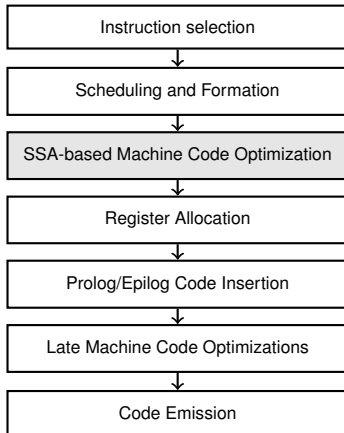 Instruction selection
Scheduling and Formation
SSA-based Machine Code Optimization
Register Allocation
Prolog/Epilog Code Insertion
Late Machine Code Optimizations
Code Emission